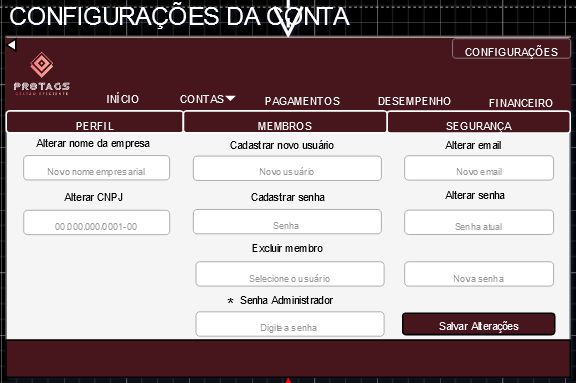 CONFIGURAÇÕES DA CONTA
CONFIGURAÇÕES
PROTAGS
GESTÃO EFICIENTE
INÍCIO CONTAS PAGAMENTOS DESEMPENHO FINANCEIRO
PERFIL MEMBROS SEGURANÇA
Alterar nome da empresa Cadastrar novo usuário Alterar email
Novo nome empresarial Novo usuário Novo email
Alterar CNPJ Cadastrar senha Alterar senha
00.000.000/0001-00 Senha Senha atual
Excluir membro
Selecione o usuário Nova senha
* Senha Administrador
Digite a senha Salvar Alterações